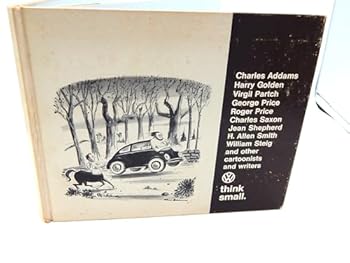 Charles Addams
Harry Golden
Virgil Partch
George Price
Roger Price
Charles Saxon
Jean Shepherd
H. Allen Smith
William Steig
and other
cartoonists
and writers
think
small.